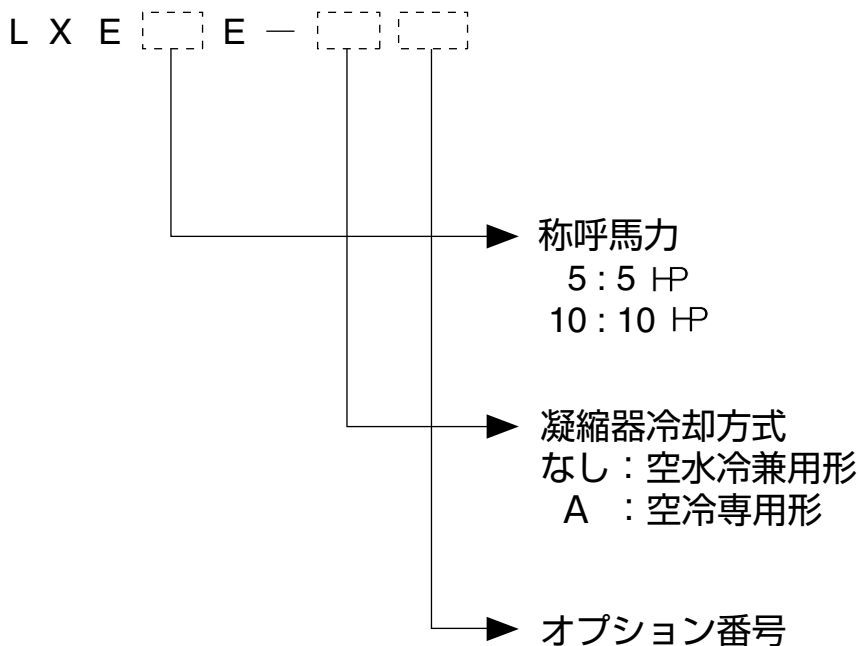 LXE E－
称呼馬力
5：5 HP
10：10 HP
凝縮器冷却方式
なし：空水冷兼用形
A ：空冷専用形
オプション番号